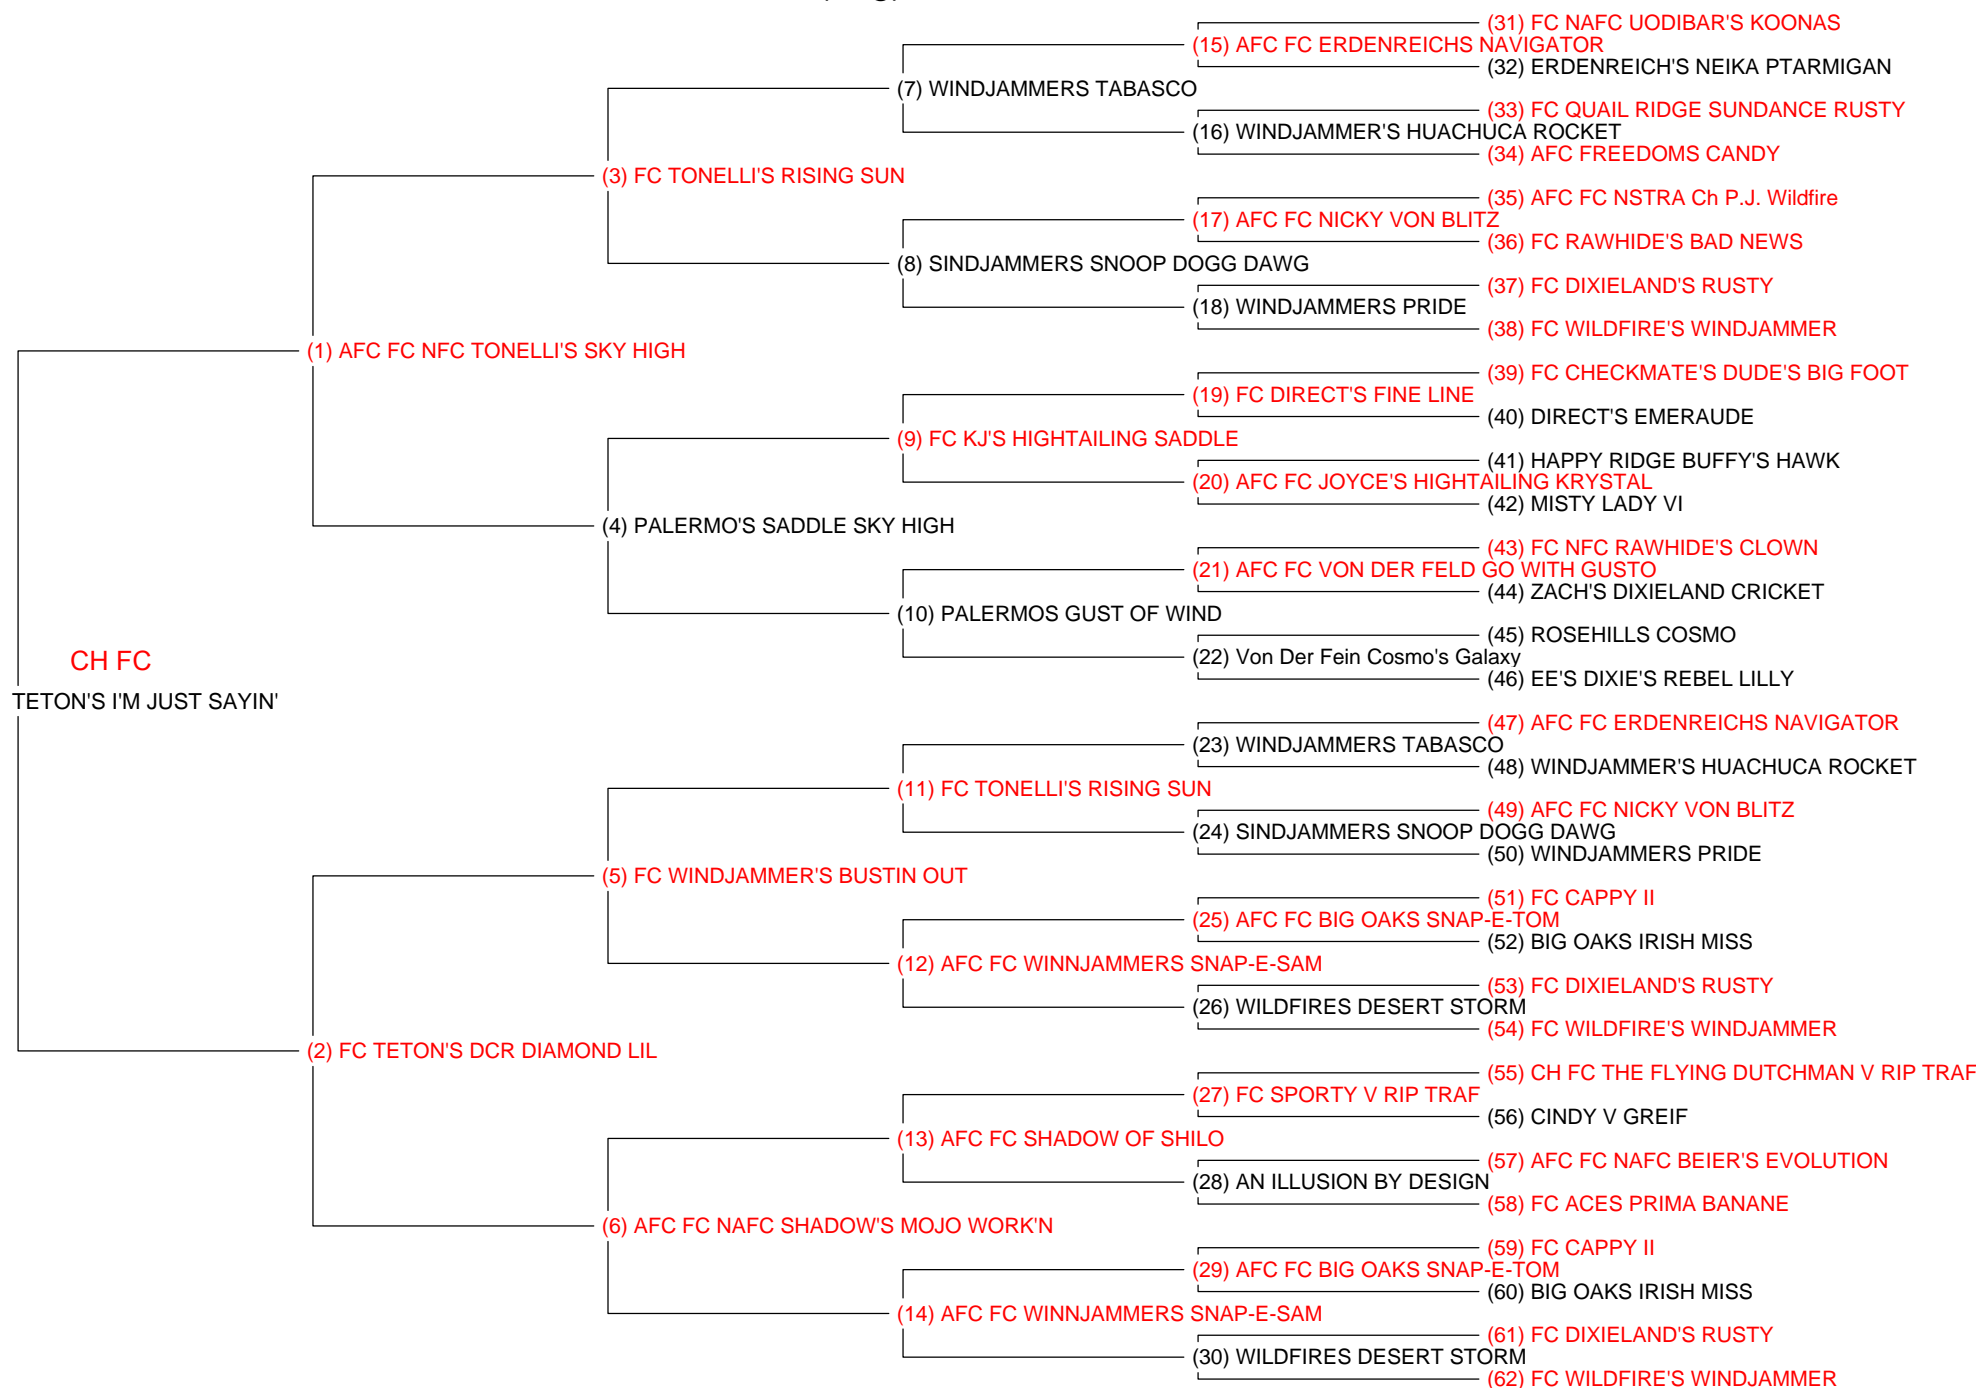 (31) FC NAFC UODIBAR'S KOONAS
(15) AFC FC ERDENREICHS NAVIGATOR
(32) ERDENREICH'S NEIKA PTARMIGAN
(7) WINDJAMMERS TABASCO
(33) FC QUAIL RIDGE SUNDANCE RUSTY
(16) WINDJAMMER'S HUACHUCA ROCKET
(34) AFC FREEDOMS CANDY
(3) FC TONELLI'S RISING SUN
(35) AFC FC NSTRA Ch P.J. Wildfire
(17) AFC FC NICKY VON BLITZ
(36) FC RAWHIDE'S BAD NEWS
(8) SINDJAMMERS SNOOP DOGG DAWG
(37) FC DIXIELAND'S RUSTY
(18) WINDJAMMERS PRIDE
(38) FC WILDFIRE'S WINDJAMMER
(1) AFC FC NFC TONELLI'S SKY HIGH
(39) FC CHECKMATE'S DUDE'S BIG FOOT
(19) FC DIRECT'S FINE LINE
(40) DIRECT'S EMERAUDE
(9) FC KJ'S HIGHTAILING SADDLE
(41) HAPPY RIDGE BUFFY'S HAWK
(20) AFC FC JOYCE'S HIGHTAILING KRYSTAL
(42) MISTY LADY VI
(4) PALERMO'S SADDLE SKY HIGH
(43) FC NFC RAWHIDE'S CLOWN
(21) AFC FC VON DER FELD GO WITH GUSTO
(44) ZACH'S DIXIELAND CRICKET
(10) PALERMOS GUST OF WIND
(45) ROSEHILLS COSMO
(22) Von Der Fein Cosmo's Galaxy
(46) EE'S DIXIE'S REBEL LILLY
CH FC
TETON'S I'M JUST SAYIN'
(47) AFC FC ERDENREICHS NAVIGATOR
(23) WINDJAMMERS TABASCO
(48) WINDJAMMER'S HUACHUCA ROCKET
(11) FC TONELLI'S RISING SUN
(49) AFC FC NICKY VON BLITZ
(24) SINDJAMMERS SNOOP DOGG DAWG
(50) WINDJAMMERS PRIDE
(5) FC WINDJAMMER'S BUSTIN OUT
(51) FC CAPPY II
(25) AFC FC BIG OAKS SNAP-E-TOM
(52) BIG OAKS IRISH MISS
(12) AFC FC WINNJAMMERS SNAP-E-SAM
(53) FC DIXIELAND'S RUSTY
(26) WILDFIRES DESERT STORM
(54) FC WILDFIRE'S WINDJAMMER
(2) FC TETON'S DCR DIAMOND LIL
(55) CH FC THE FLYING DUTCHMAN V RIP TRAF
(27) FC SPORTY V RIP TRAF
(56) CINDY V GREIF
(13) AFC FC SHADOW OF SHILO
(57) AFC FC NAFC BEIER'S EVOLUTION
(28) AN ILLUSION BY DESIGN
(58) FC ACES PRIMA BANANE
(6) AFC FC NAFC SHADOW'S MOJO WORK'N
(59) FC CAPPY II
(29) AFC FC BIG OAKS SNAP-E-TOM
(60) BIG OAKS IRISH MISS
(14) AFC FC WINNJAMMERS SNAP-E-SAM
(61) FC DIXIELAND'S RUSTY
(30) WILDFIRES DESERT STORM
(62) FC WILDFIRE'S WINDJAMMER